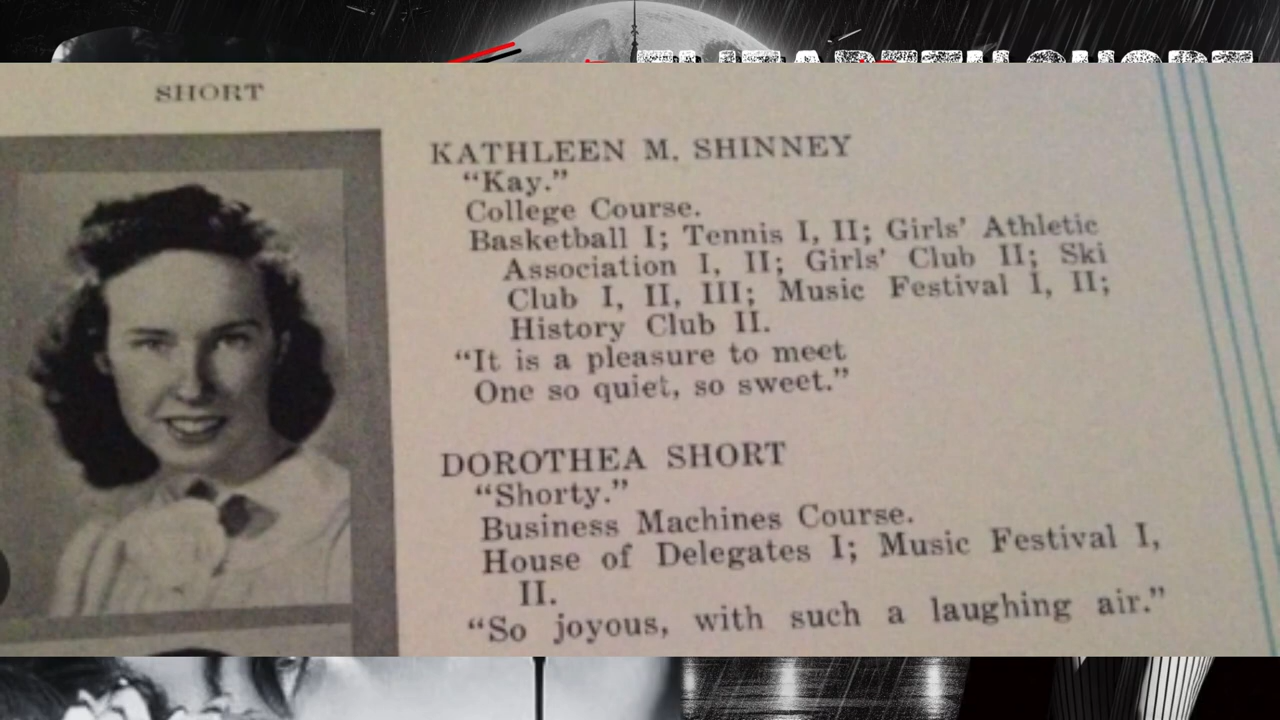 SHORT
KATHLEEN M. SHINNEY
“Kay.”
College Course.
Basketball I; Tennis I, II; Girls’ Athletic
Association I, II; Girls’ Club II; Ski
Club I, II, III; Music Festival I, II;
History Club II.
“It is a pleasure to meet
One so quiet, so sweet.”
DOROTHEA SHORT
“Shorty.”
Business Machines Course.
House of Delegates I; Music Festival I,
II.
“So joyous, with such a laughing air.”